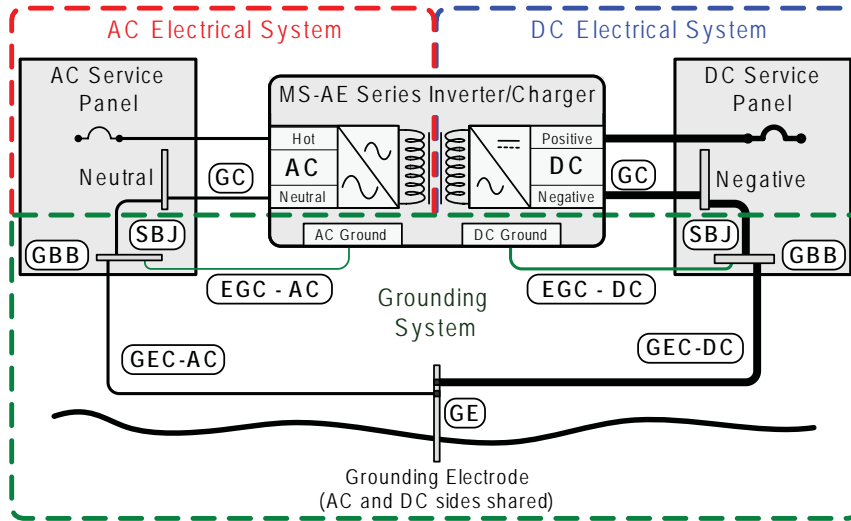 AC Electrical System
DC Electrical System
AC Service
Panel
MS-AE Series Inverter/Charger
DC Service
Panel
Hot
AC
Neutral
Positive
DC
Negative
Neutral
GC
GC
Negative
SBJ
AC Ground
DC Ground
SBJ
GBB
GBB
EGC - AC
EGC - DC
Grounding
System
GEC-AC
GEC-DC
GE
Grounding Electrode
(AC and DC sides shared)